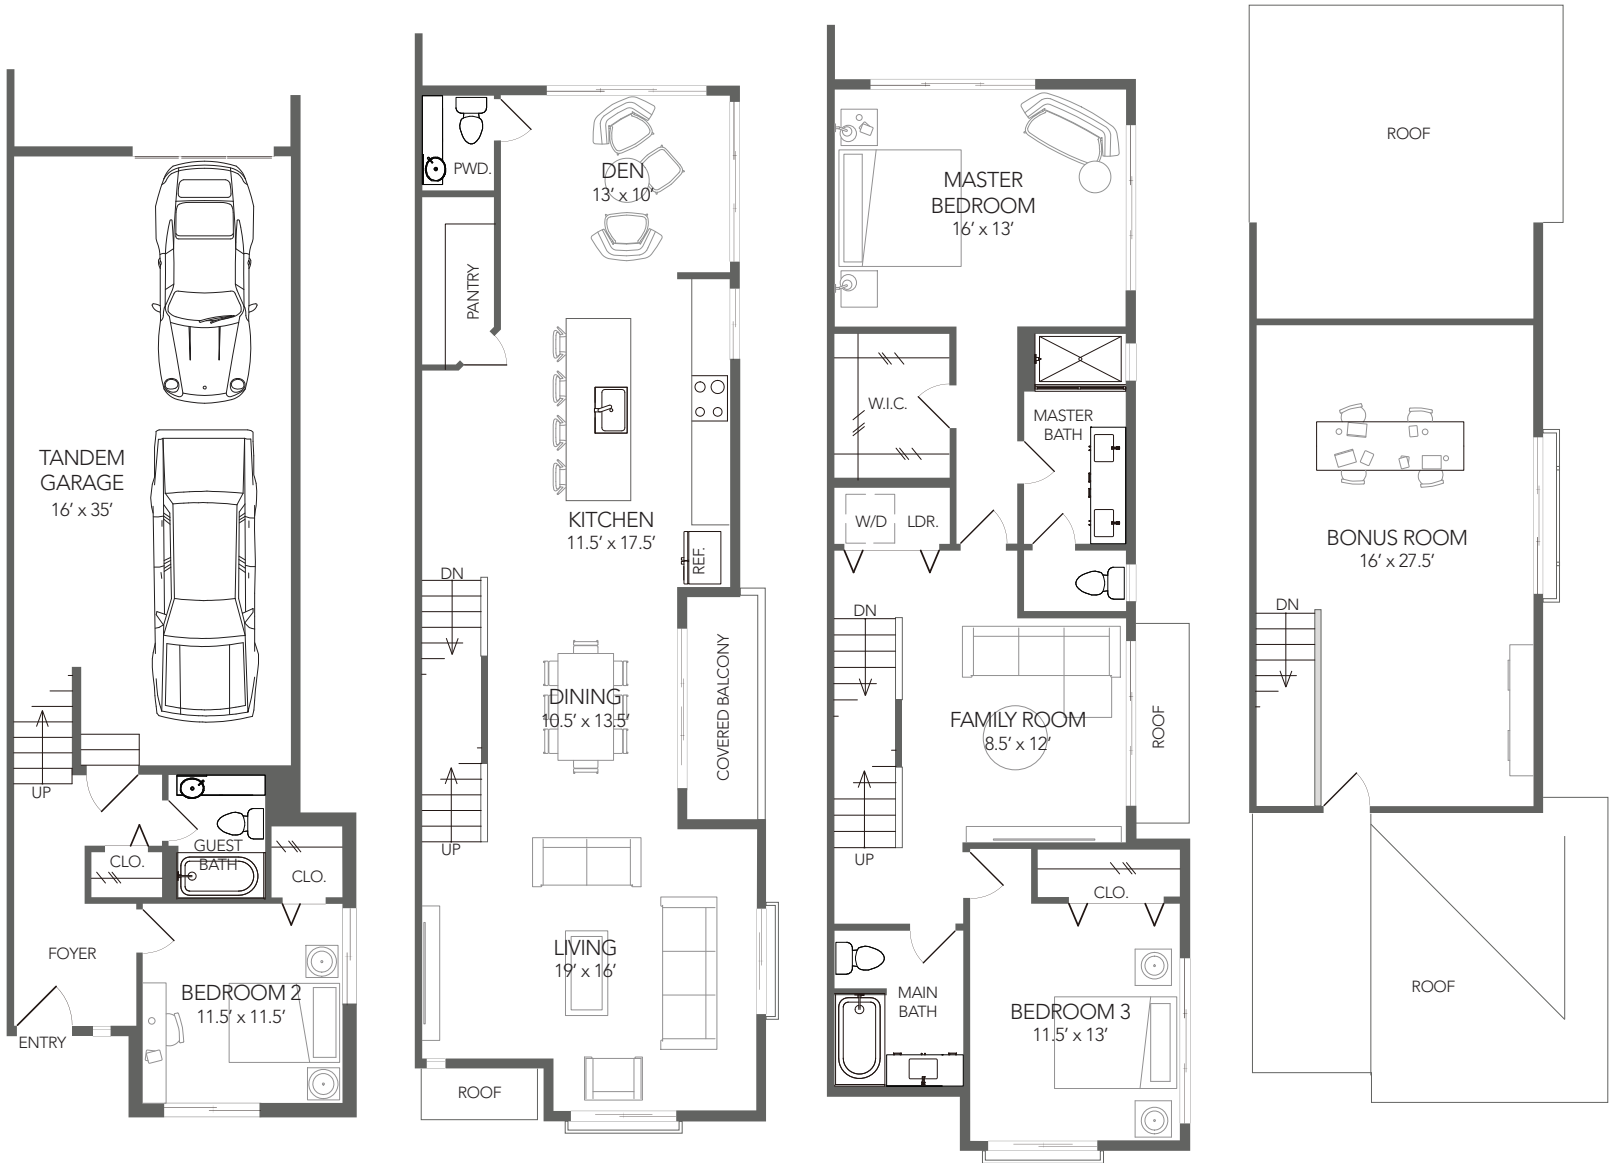 TANDEM
GARAGE
16’ x 35’
UP
CLO.
GUEST
BATH
CLO.
FOYER
BEDROOM 2
11.5’ x 11.5’
ENTRY
PWD.
DEN
13’ x 10’
PANTRY
KITCHEN
11.5’ x 17.5’
REF.
DN
DINING
10.5’ x 13.5’
COVERED BALCONY
UP
LIVING
19’ x 16’
ROOF
MASTER
BEDROOM
16’ x 13’
W.I.C.
MASTER
BATH
W/D
LDR.
DN
FAMILY ROOM
8.5’ x 12’
ROOF
UP
CLO.
MAIN
BATH
BEDROOM 3
11.5’ x 13’
ROOF
BONUS ROOM
16’ x 27.5’
DN
ROOF